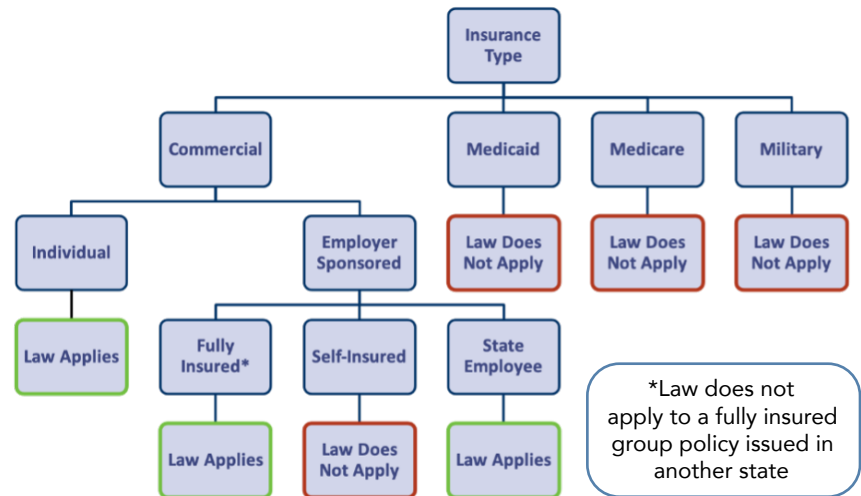 Insurance
Type
Commercial
Medicaid
Medicare
Military
Individual
Employer
Sponsored
Law Does
Not Apply
Law Does
Not Apply
Law Does
Not Apply
Law Applies
Fully
Insured*
Self-Insured
State
Employee
Law Applies
Law Does
Not Apply
Law Applies
*Law does not
apply to a fully insured
group policy issued in
another state